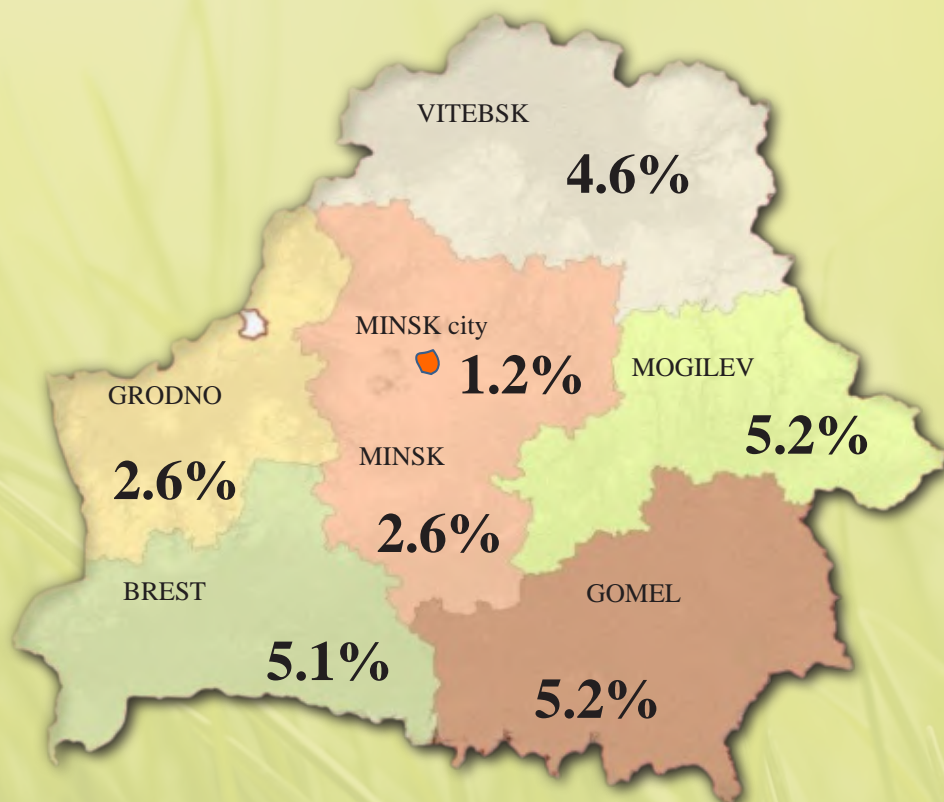 VITEBSK
4.6%
MINSK city
1.2%
MOGILEV
5.2%
GRODNO
2.6%
MINSK
2.6%
BREST
5.1%
GOMEL
5.2%